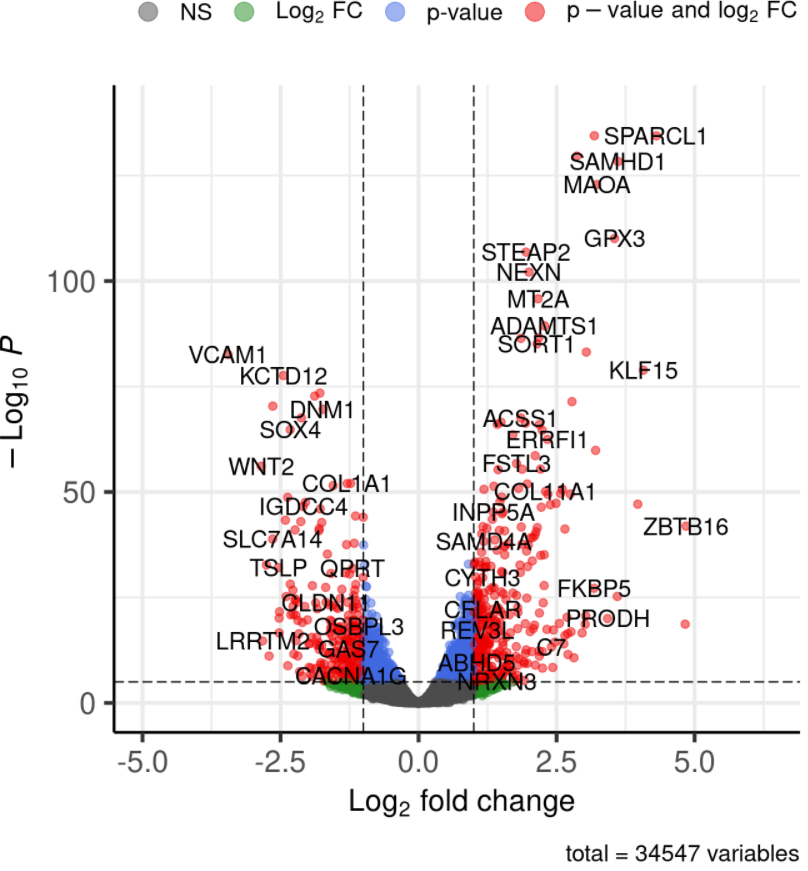 NS Log2 FC p-value p − value and log2 FC
SPARCL1
SAMHD1
MAOA
GPX3
STEAP2
NEXN
100
MT2A
ADAMTS1
SORT1
VCAM1
KLF15
KCTD12
DNM1
ACSS1
SOX4
ERRFI1
FSTL3
WNT2
COL1A1
50
COL11A1
IGDCC4
INPP5A
ZBTB16
SLC7A14
SAMD4A
TSLP
QPRT
CYTH3
FKBP5
CLDN11
CFLAR
PRODH
OSBPL3
REV3L
LRRTM2
GAS7
C7
ABHD5
CACNA1G
NRXN3
0
−Log10 P
-5.0 -2.5 0.0 2.5 5.0
Log2 fold change
total = 34547 variables